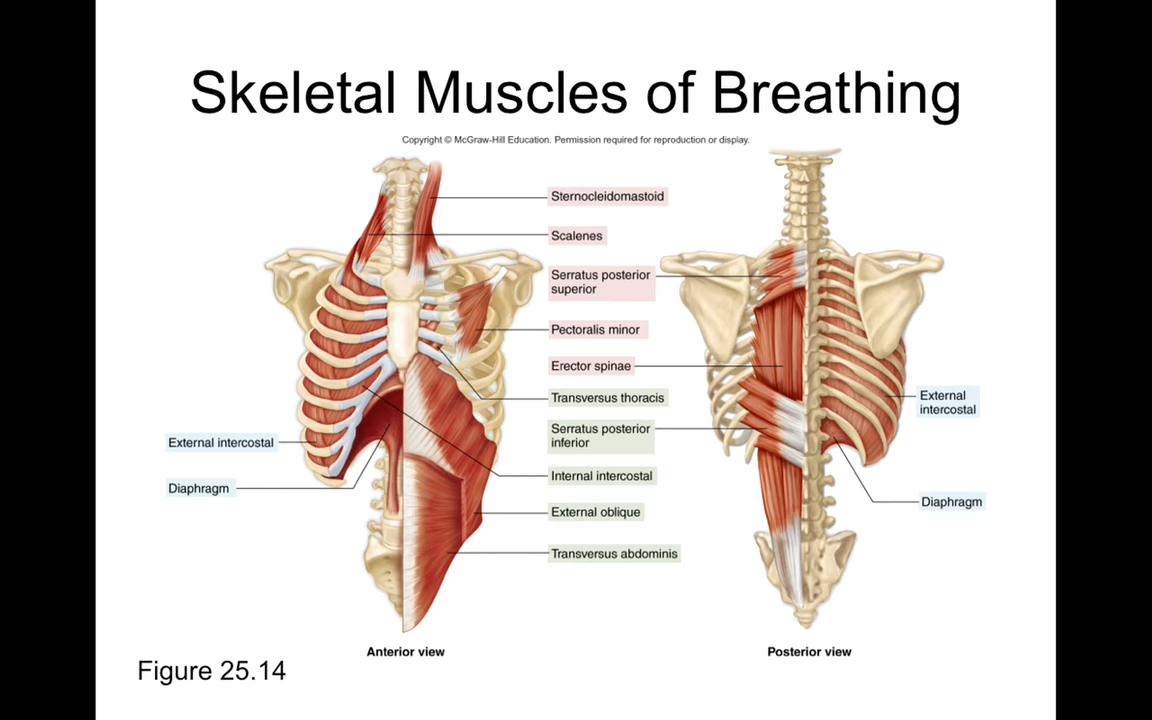 Skeletal Muscles of Breathing
Copyright © McGraw-Hill Education. Permission required for reproduction or display.
Sternocleidomastoid
Scalenes
Serratus posterior
superior
Pectoralis minor
Erector spinae
Transversus thoracis
Serratus posterior
inferior
Internal intercostal
External oblique
Transversus abdominis
External intercostal
Diaphragm
External
intercostal
Diaphragm
Anterior view
Posterior view
Figure 25.14